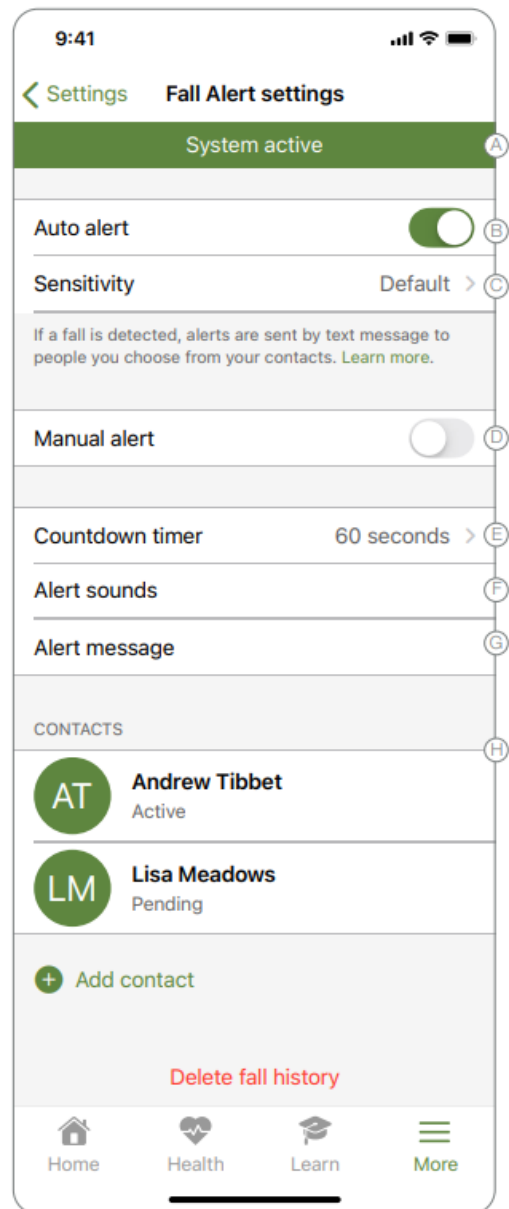 9:41
Settings Fall Alert settings
System active A
Auto alert B
Sensitivity Default C
If a fall is detected, alerts are sent by text message to
people you choose from your contacts. Learn more.
Manual alert D
Countdown timer 60 seconds E
Alert sounds F
Alert message G
CONTACTS
H
AT Andrew Tibbet
Active
LM Lisa Meadows
Pending
Add contact
Delete fall history
Home Health Learn More